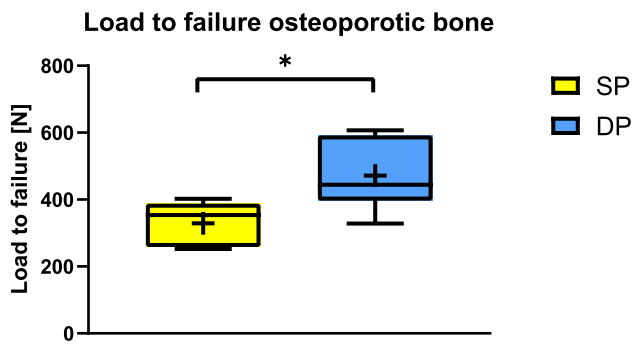 Load to failure osteoporotic bone
*
Load to failure [N]
800
600
400
200
0
SP
DP